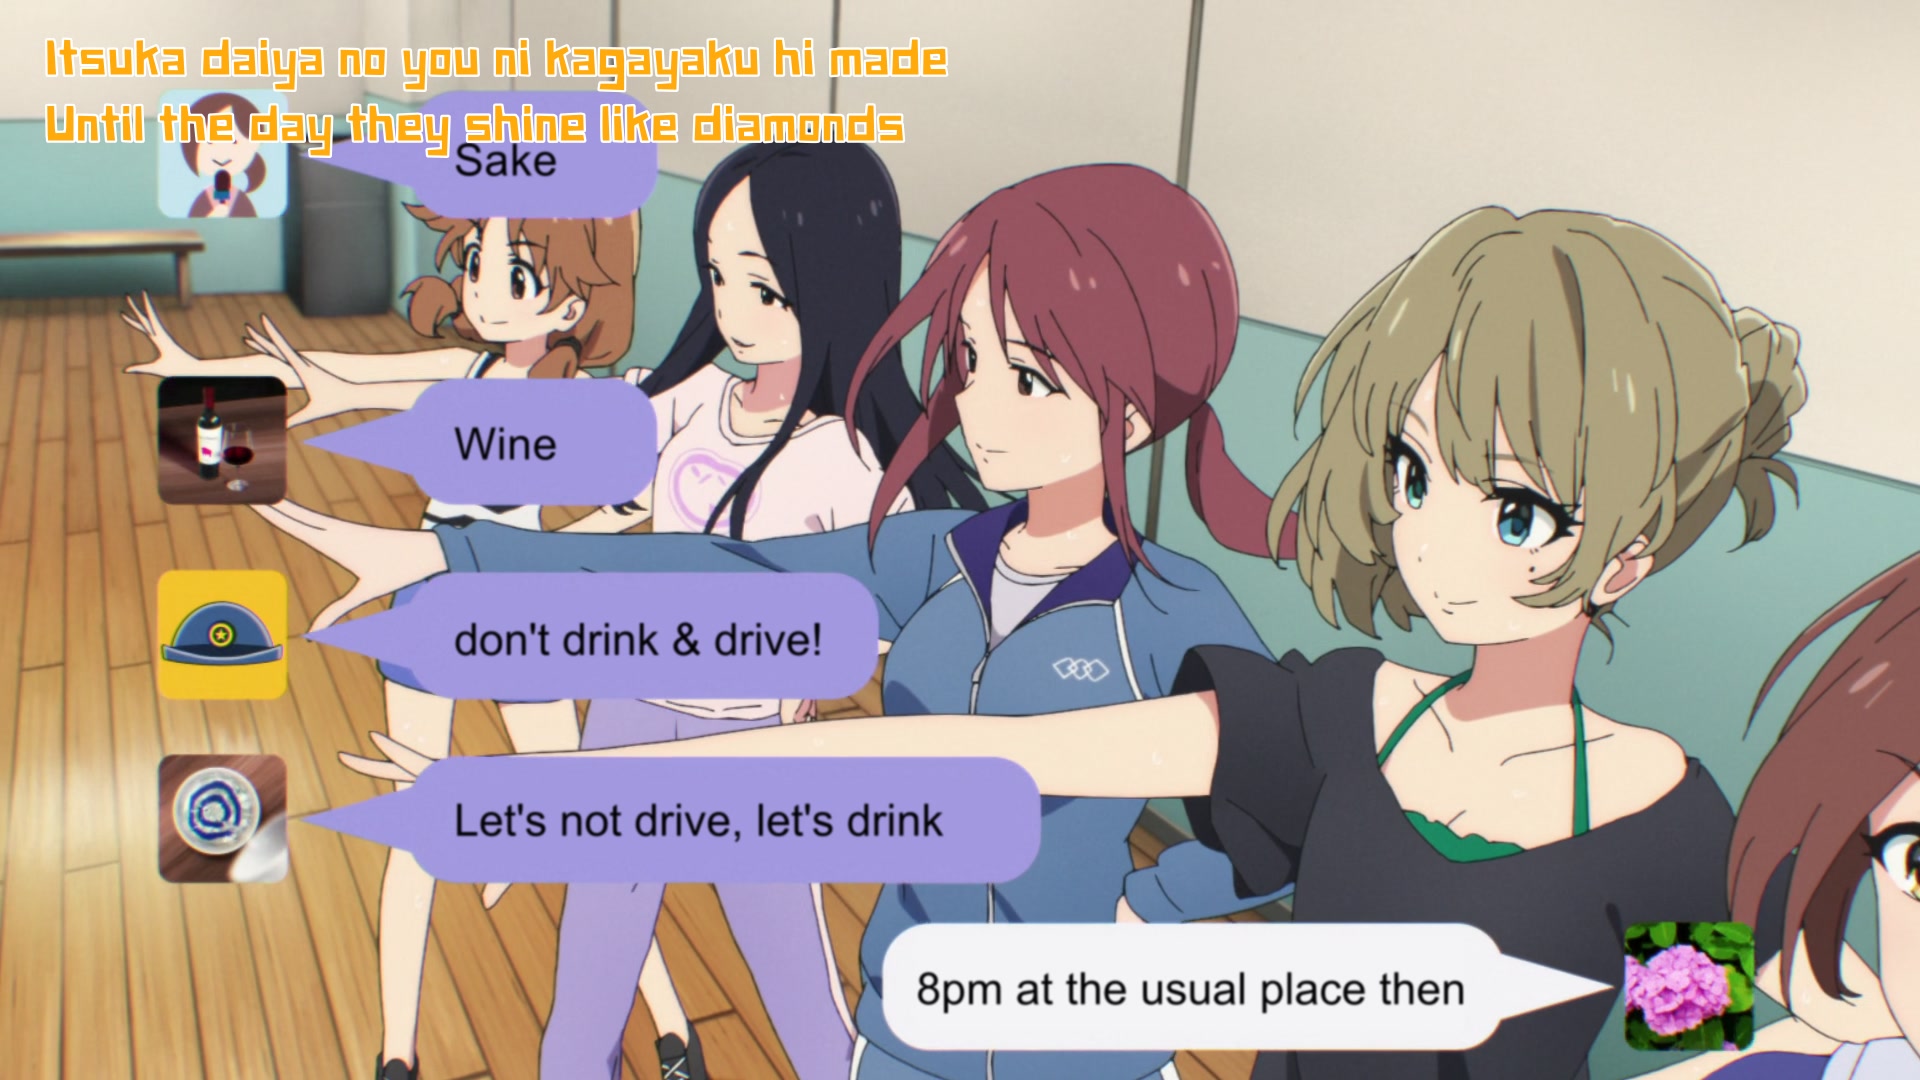 Itsuka daiya no you ni kagayaku hi made
Until the day they shine like diamonds
Sake
Wine
don't drink & drive!
Let's not drive, let's drink
8pm at the usual place then